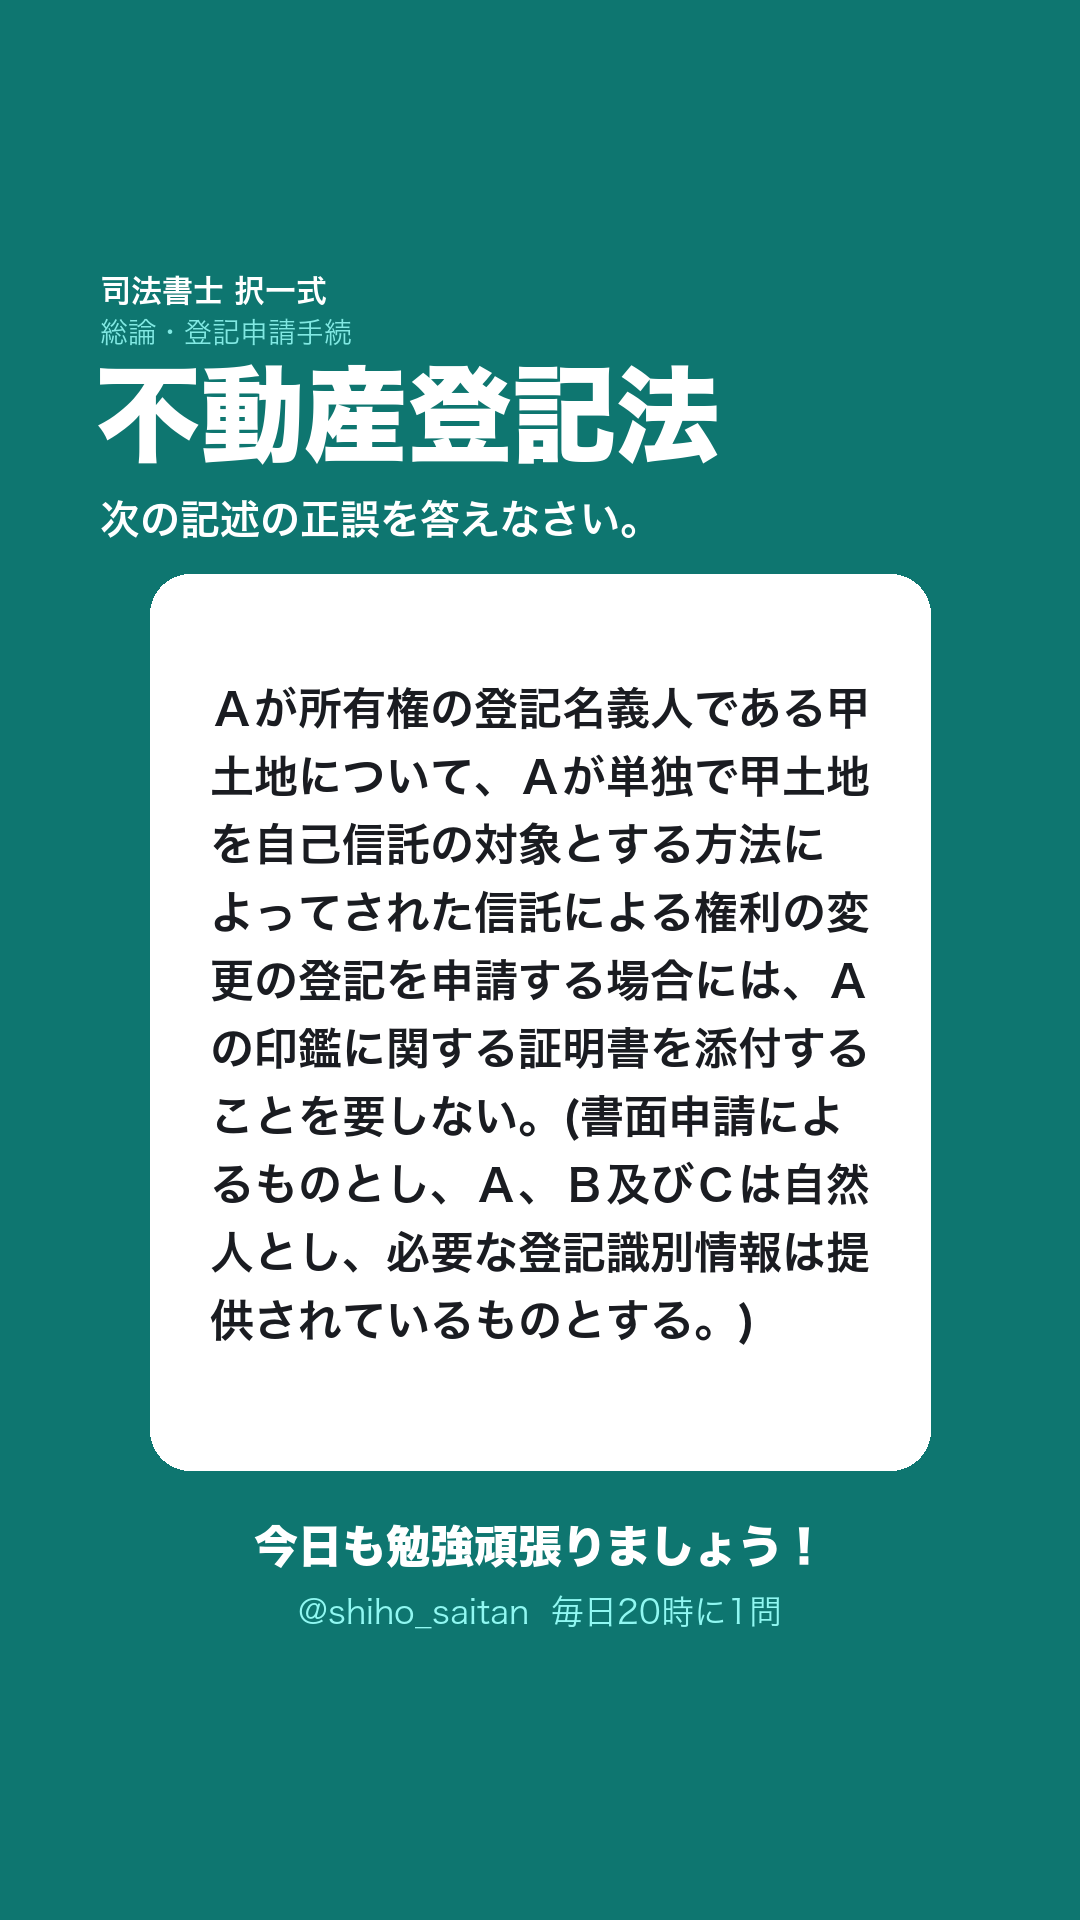 司法書士 択一式
総論・登記申請手続
不動産登記法
次の記述の正誤を答えなさい。
Ａが所有権の登記名義人である甲
土地について、Ａが単独で甲土地
を自己信託の対象とする方法に
よってされた信託による権利の変
更の登記を申請する場合には、Ａ
の印鑑に関する証明書を添付する
ことを要しない。(書面申請によ
るものとし、Ａ、Ｂ及びＣは自然
人とし、必要な登記識別情報は提
供されているものとする。)
今日も勉強頑張りましょう！
@shiho_saitan 毎日20時に1問